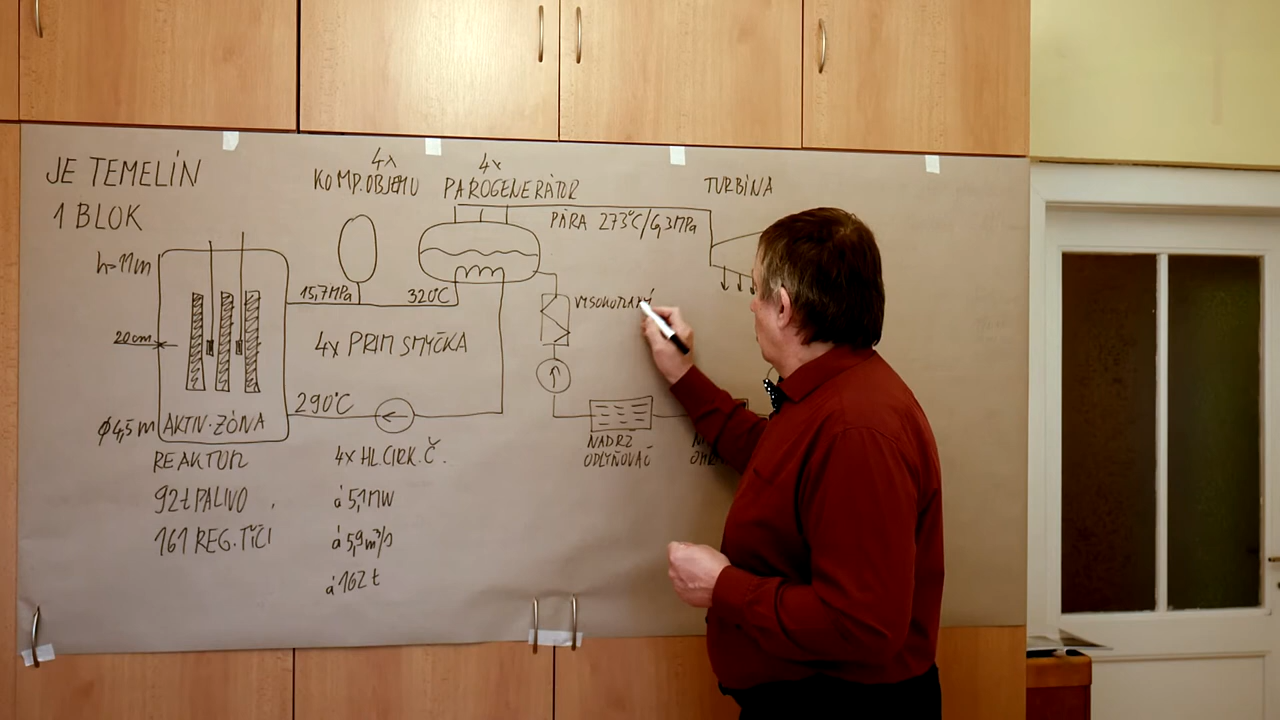 JE TEMELÍN
1 BLOK
4x
KOMP. OBJEMU
4x
PAROGENERÁTOR
TURBÍNA
PÁRA 273°C/6,3MPa
h=11m
15,7MPa
320°C
VYSOKOTLAKÝ
20cm
4x PRIM SMYČKA
290°C
φ4,5m
AKTIV. ZÓNA
REAKTOR
92t PALIVO
161 REG. TYČÍ
4x HL.CIRK.Č.
á 5,1MW
á 5,9m³/s
á 162 t
NÁDRŽ
ODLYŇOVAČ